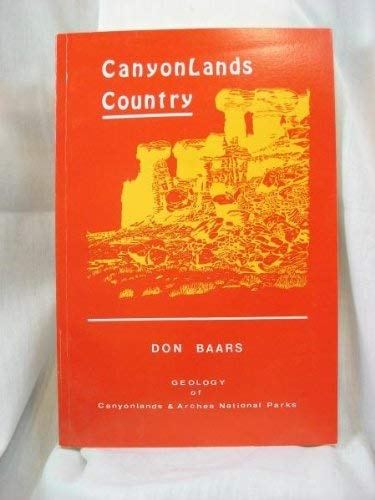 CanyonLands
Country
DON BAARS
GEOLOGY
of
Canyonlands & Arches National Parks